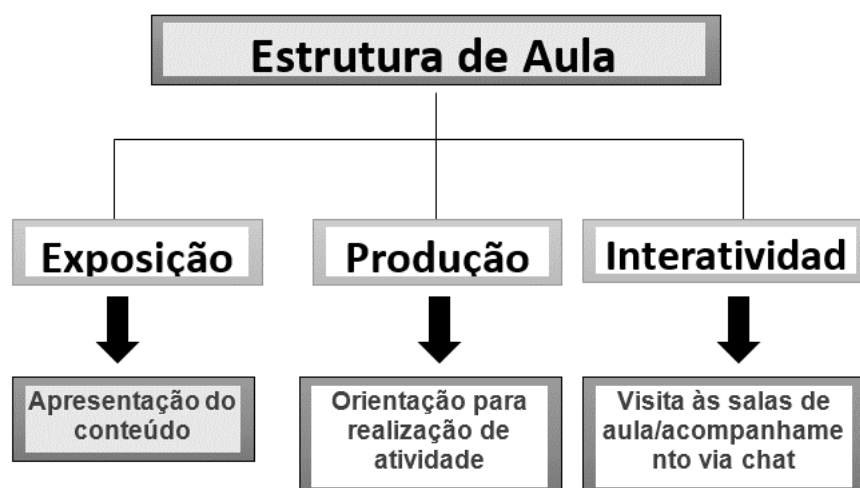 Estrutura de Aula
Exposição
Produção
Interatividad
Apresentação do
conteúdo
Orientação para
realização de
atividade
Visita às salas de
aula/acompanhame
nto via chat